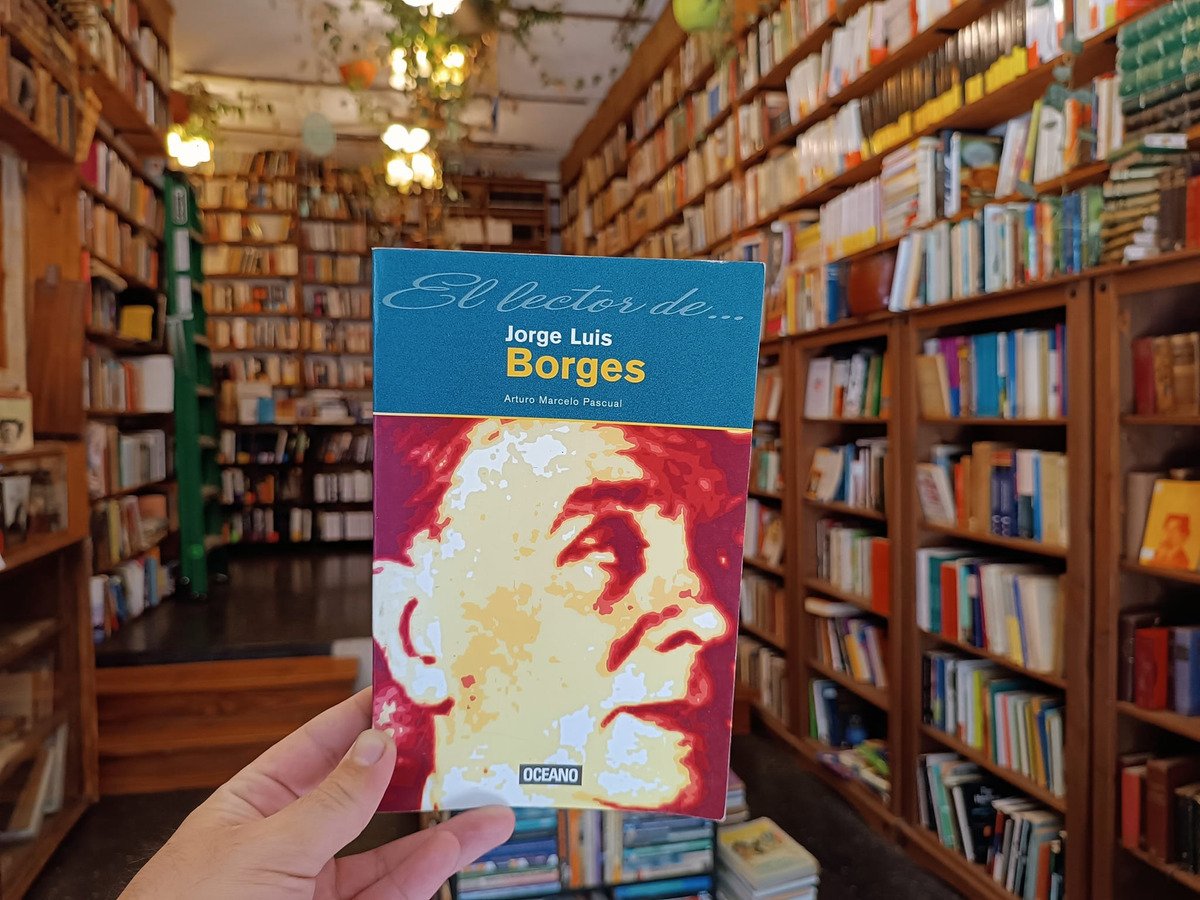 El lector de...
Jorge Luis
Borges
Arturo Marcelo Pascual
OCEANO